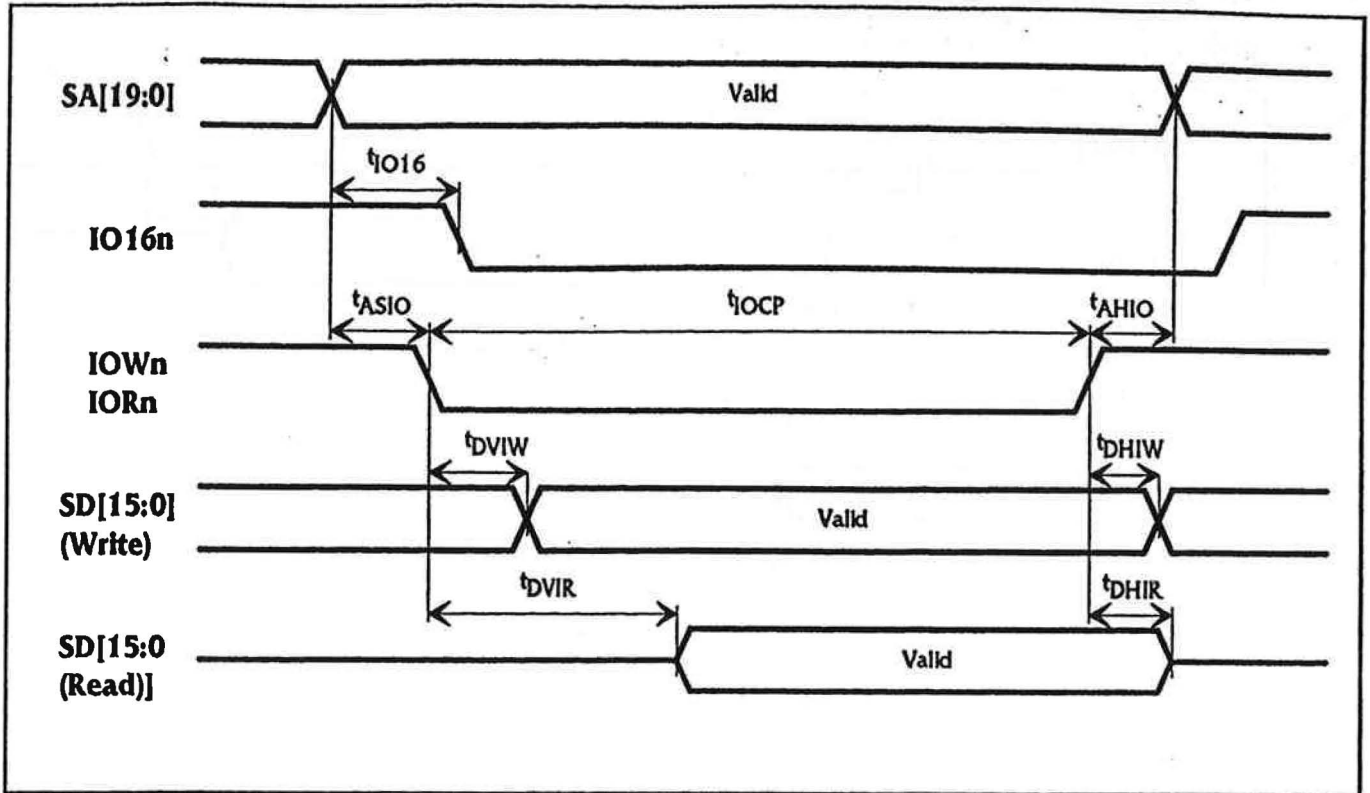 SA[19:0]
Valid
tIO16
IO16n
tASIO
tIOCP
tAHIO
IOWn
IORn
tDVIW
tDHIW
SD[15:0]
(Write)
Valid
tDVIR
tDHIR
SD[15:0
(Read)]
Valid